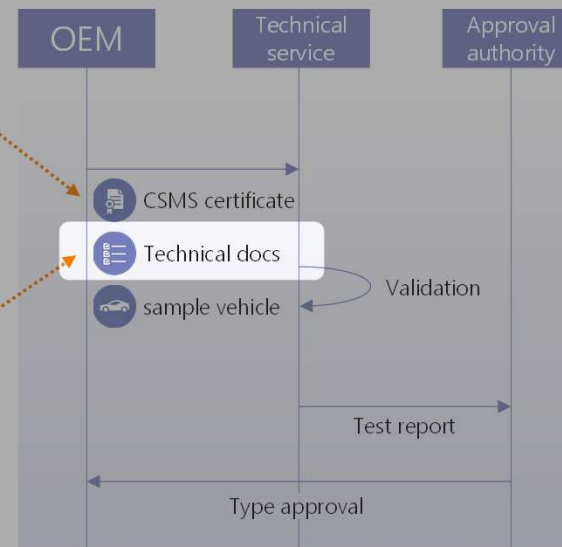 OEM
Technical
service
Approval
authority
CSMS certificate
Technical docs
Validation
sample vehicle
Test report
Type approval